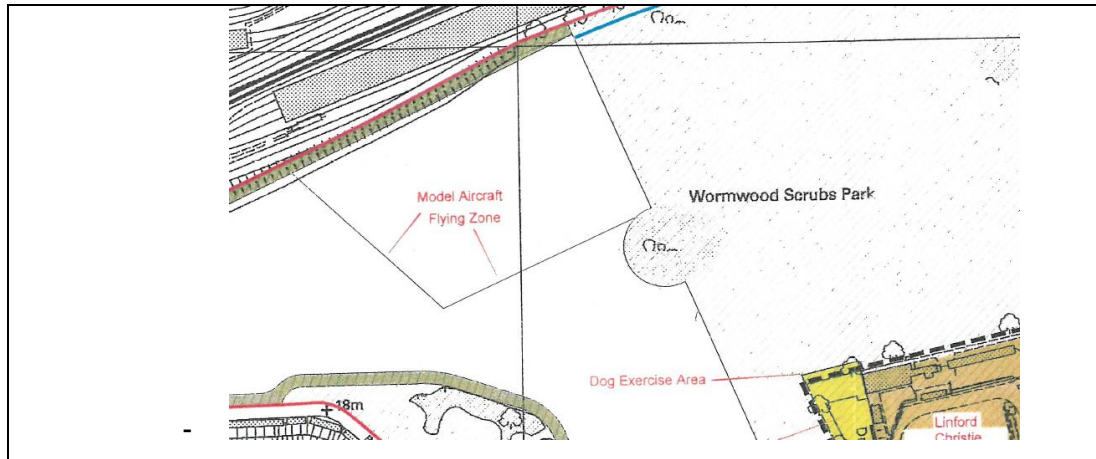 Model Aircraft
Flying Zone
Wormwood Scrubs Park
Dog Exercise Area
18m
Linford
Christie
-